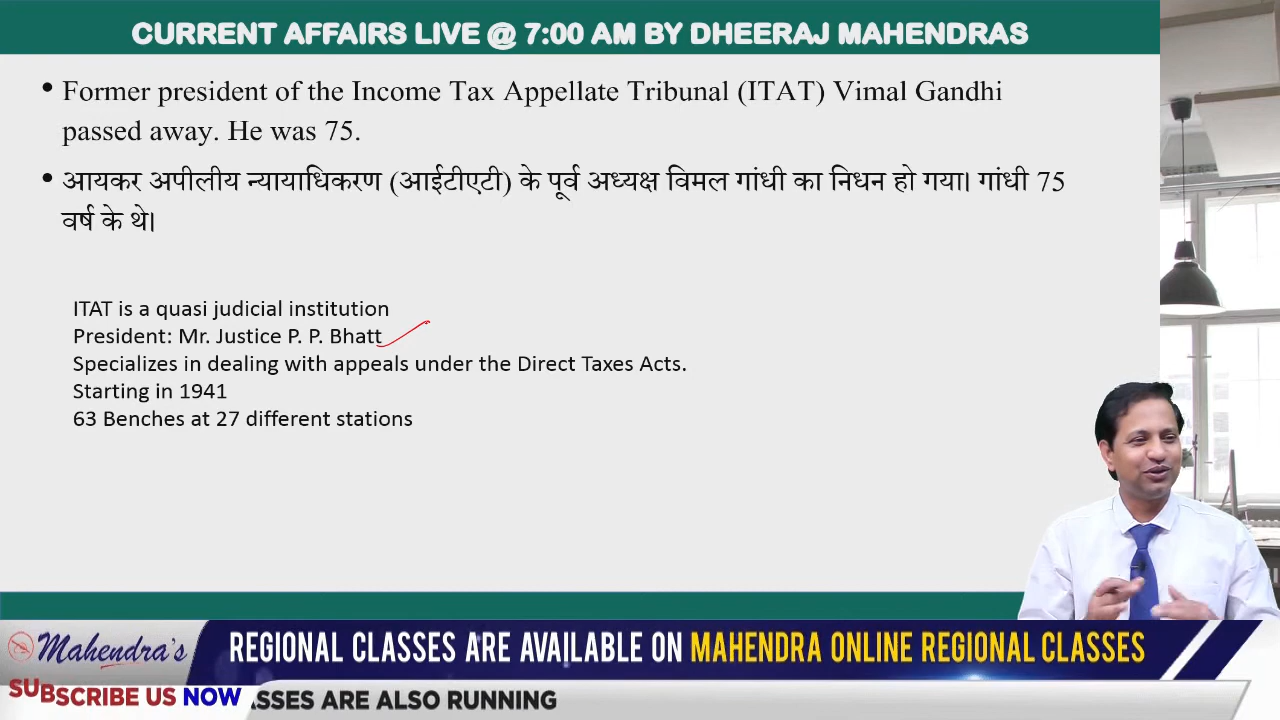 CURRENT AFFAIRS LIVE @ 7:00 AM BY DHEERAJ MAHENDRAS
• Former president of the Income Tax Appellate Tribunal (ITAT) Vimal Gandhi
passed away. He was 75.
• आयकर अपीलीय न्यायाधिकरण (आईटीएटी) के पूर्व अध्यक्ष विमल गांधी का निधन हो गया। गांधी 75
वर्ष के थे।
ITAT is a quasi judicial institution
President: Mr. Justice P. P. Bhatt
Specializes in dealing with appeals under the Direct Taxes Acts.
Starting in 1941
63 Benches at 27 different stations
Mahendra's
REGIONAL CLASSES ARE AVAILABLE ON MAHENDRA ONLINE REGIONAL CLASSES
SUBSCRIBE US NOW
ASSES ARE ALSO RUNNING